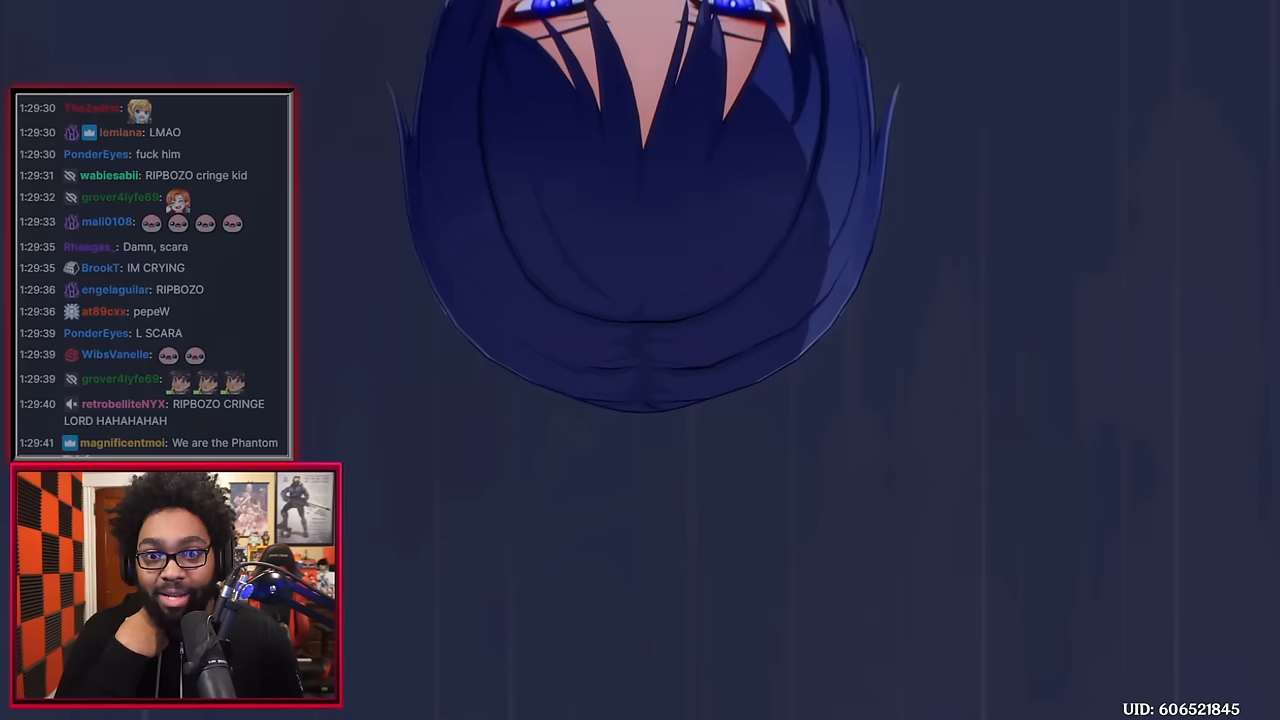 1:29:30 TheZedric:
1:29:30 lemlana: LMAO
1:29:30 PonderEyes: fuck him
1:29:31 wabiesabii: RIPBOZO cringe kid
1:29:32 grover4lyfe69:
1:29:33 mali0108:
1:29:35 Rhaegas_: Damn, scara
1:29:35 BrookT: IM CRYING
1:29:36 engelaguilar: RIPBOZO
1:29:36 at89cxx: pepeW
1:29:39 PonderEyes: L SCARA
1:29:39 WibsVanelle:
1:29:39 grover4lyfe69:
1:29:40 retrobelliteNYX: RIPBOZO CRINGE
LORD HAHAHAHAH
1:29:41 magnificentmoi: We are the Phantom
UID: 606521845